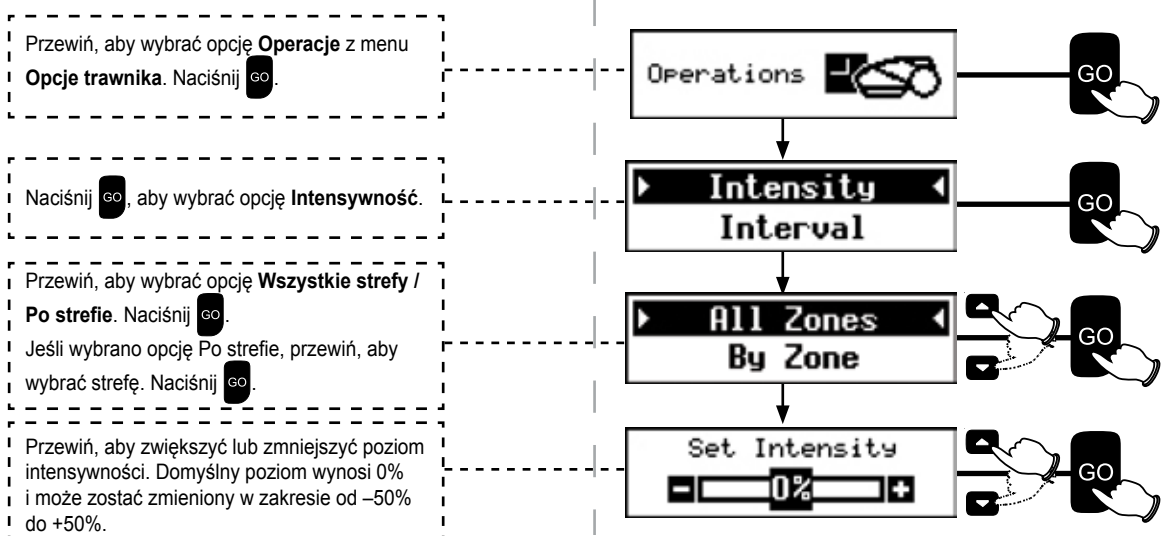 Przewiń, aby wybrać opcję Operacje z menu
Opcje trawnika. Naciśnij GO.
Operations
GO
Naciśnij GO, aby wybrać opcję Intensywność.
Intensity
Interval
GO
Przewiń, aby wybrać opcję Wszystkie strefy /
Po strefie. Naciśnij GO.
Jeśli wybrano opcję Po strefie, przewiń, aby
wybrać strefę. Naciśnij GO.
All Zones
By Zone
GO
Przewiń, aby zwiększyć lub zmniejszyć poziom
intensywności. Domyślny poziom wynosi 0%
i może zostać zmieniony w zakresie od –50%
do +50%.
Set Intensity
- 0% +
GO